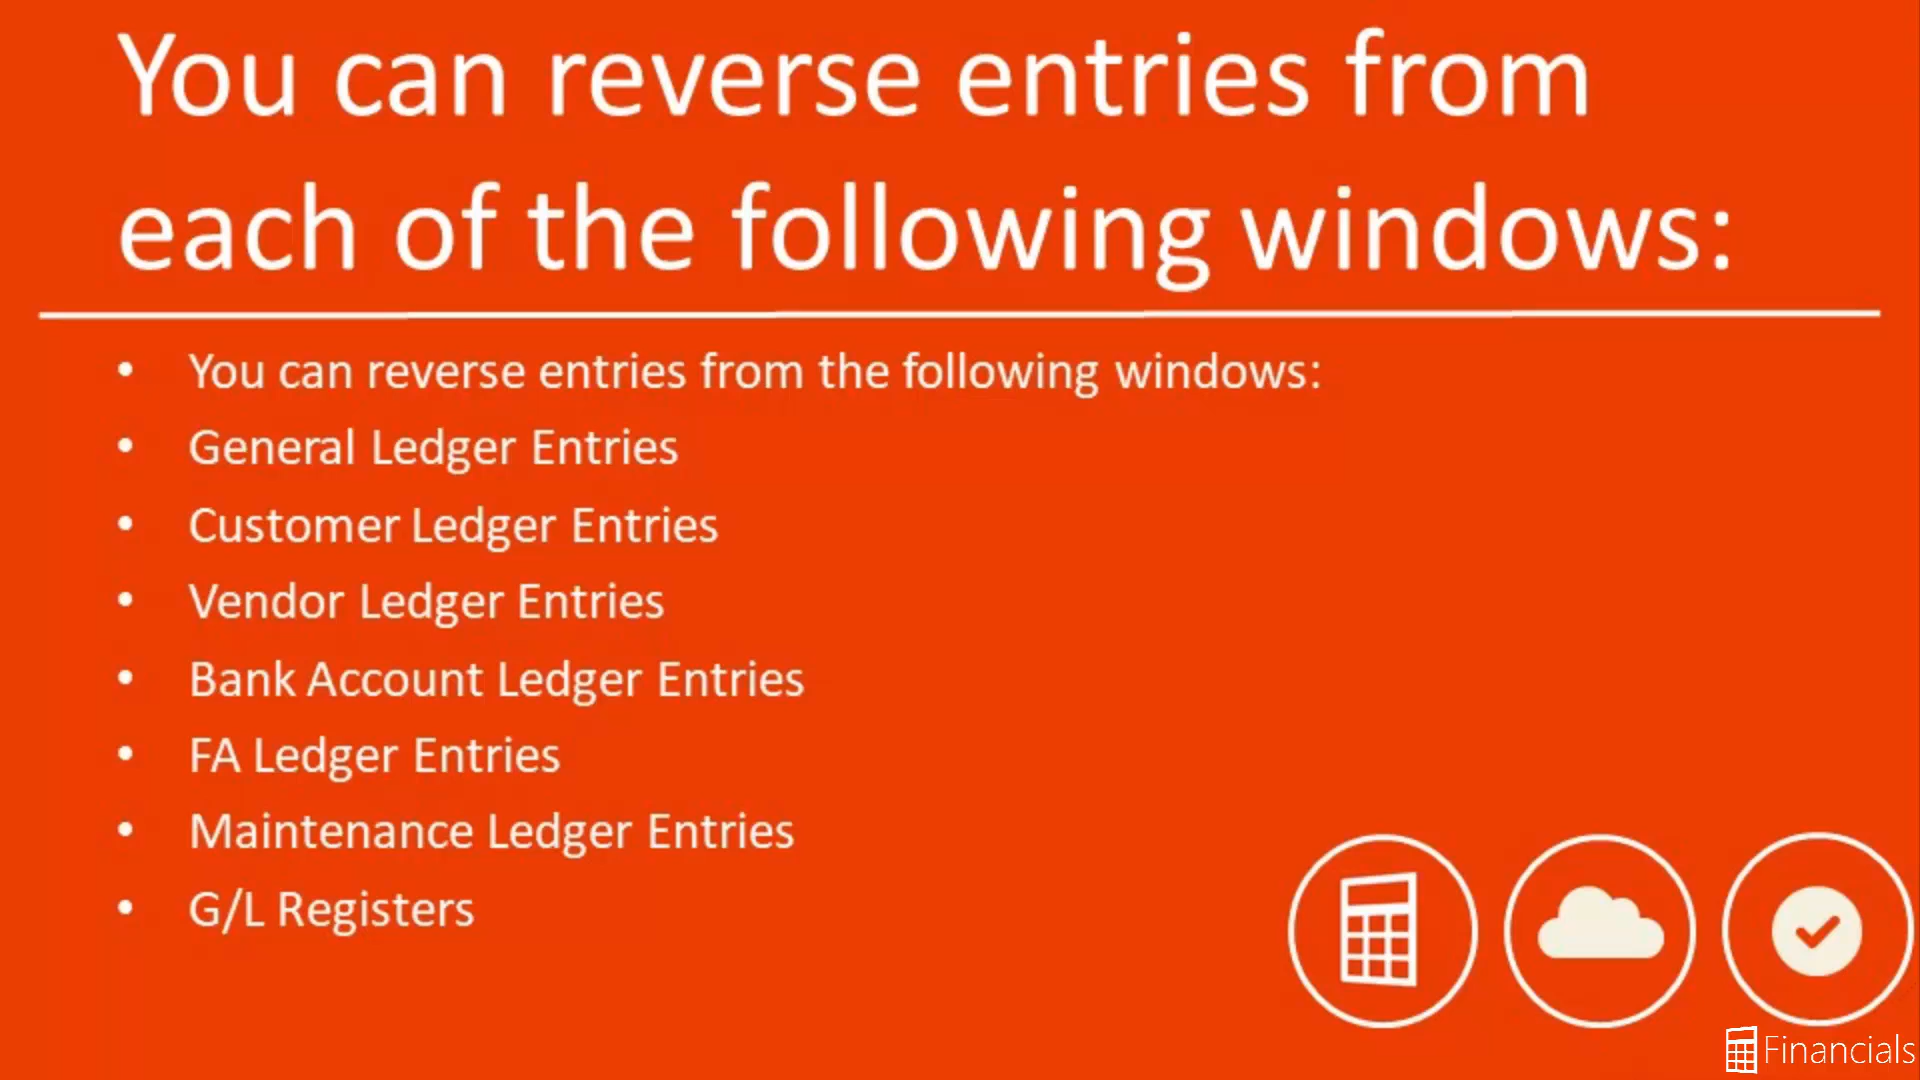 You can reverse entries from
each of the following windows:
• You can reverse entries from the following windows:
• General Ledger Entries
• Customer Ledger Entries
• Vendor Ledger Entries
• Bank Account Ledger Entries
• FA Ledger Entries
• Maintenance Ledger Entries
• G/L Registers
Financials